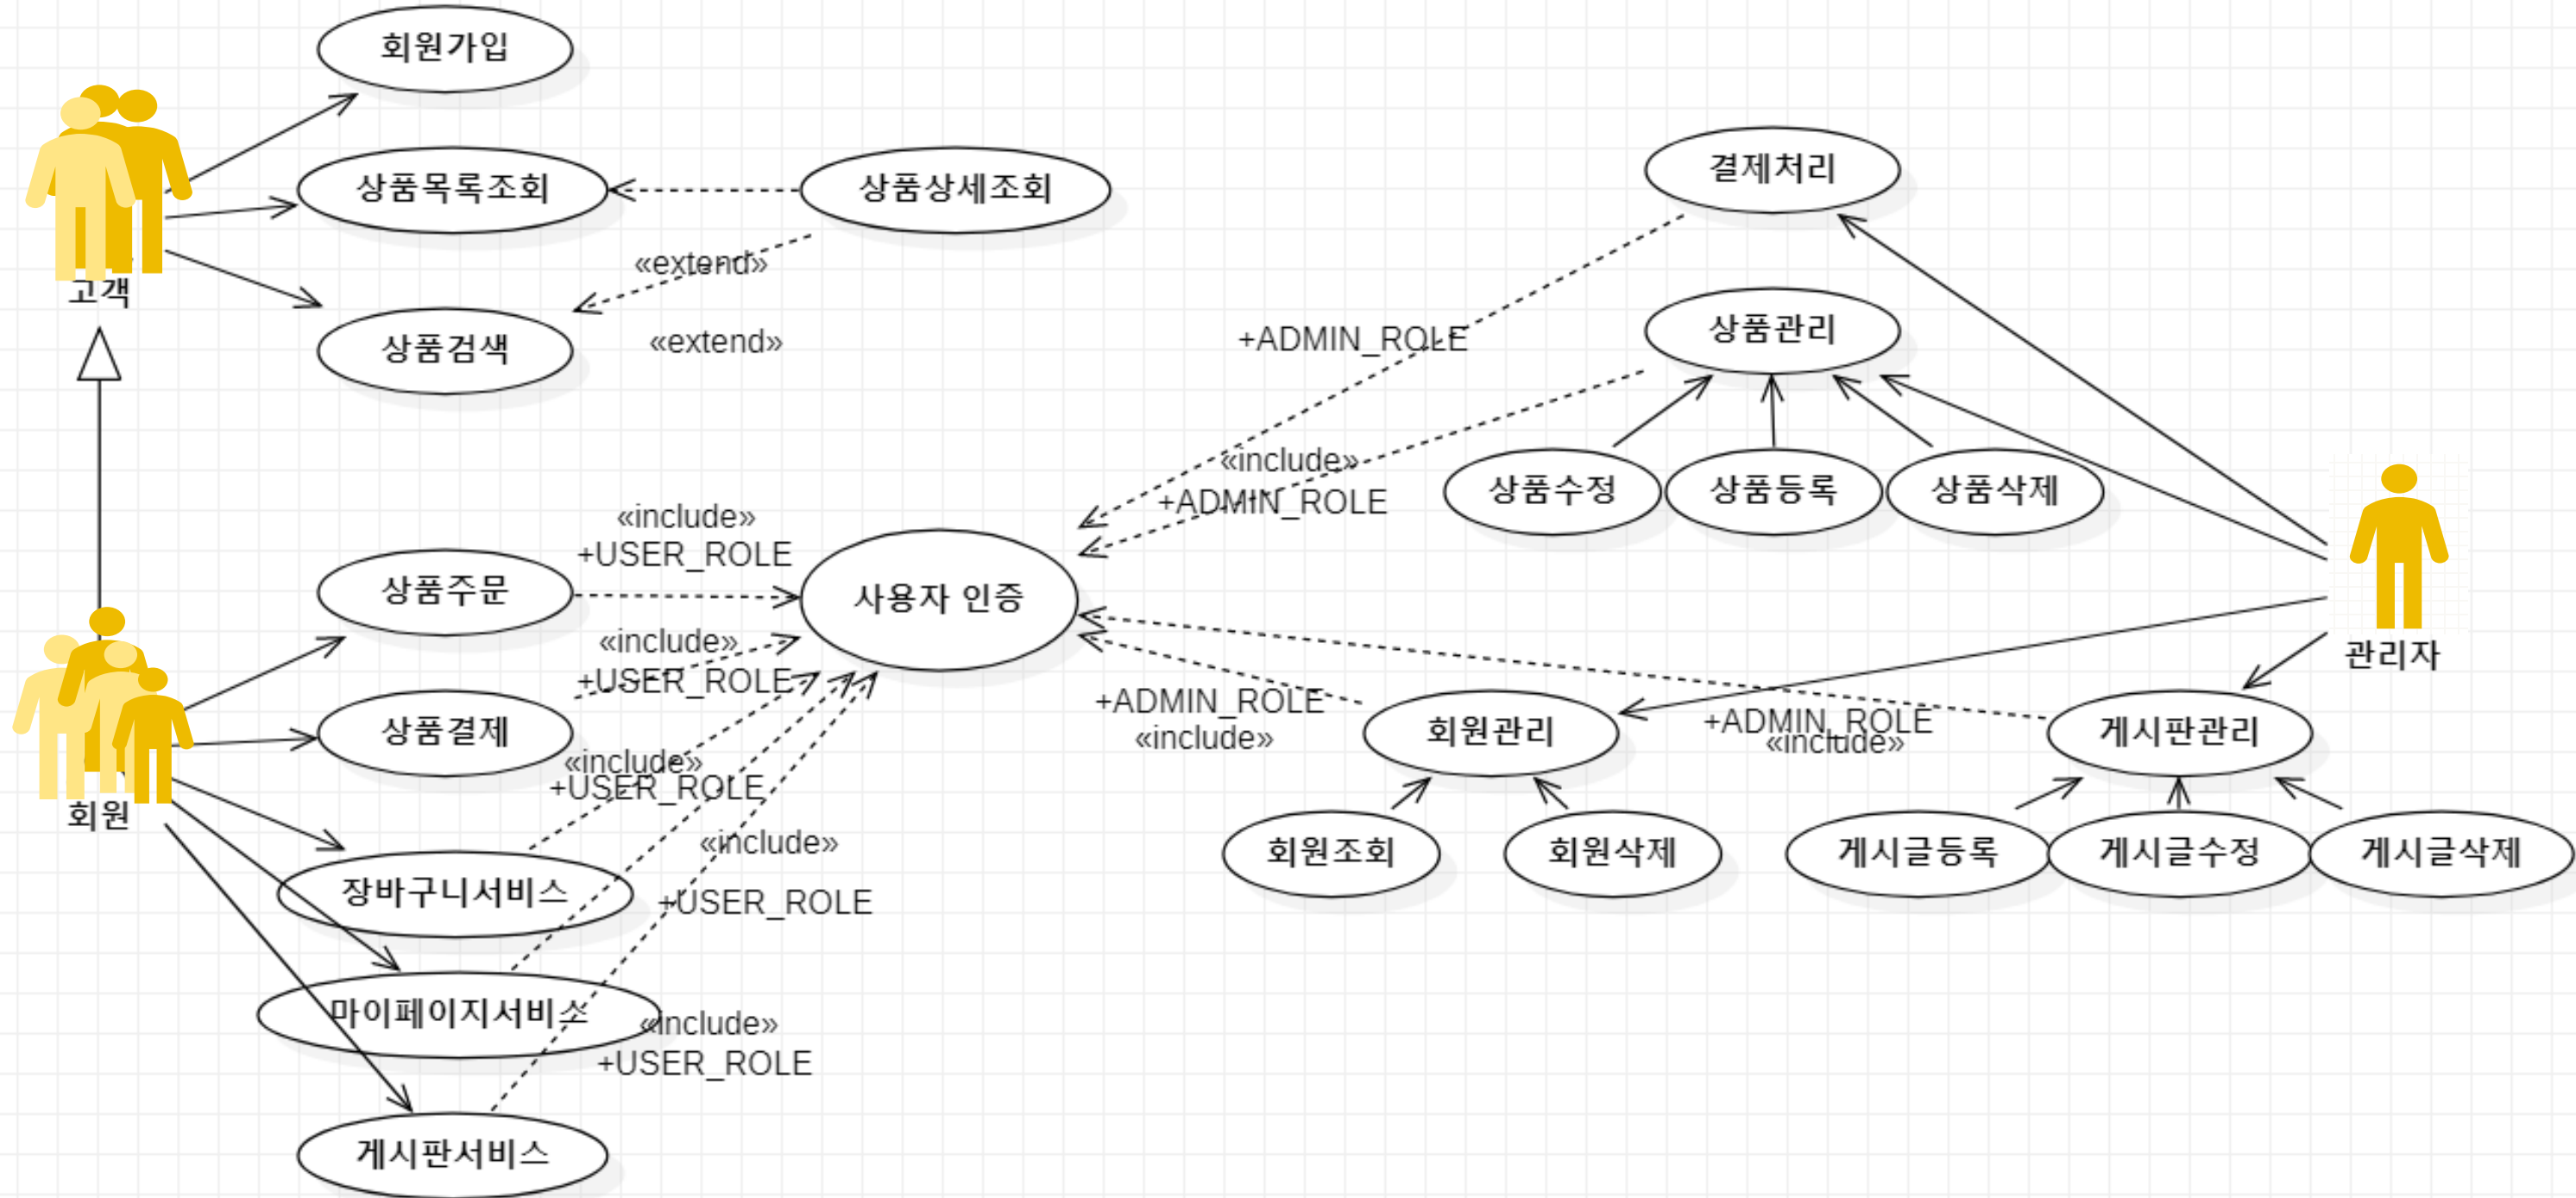 회원가입
상품목록조회
상품상세조회
«extend»
고객
상품검색
«extend»
결제처리
+ADMIN_ROLE
상품관리
«include»
+ADMIN_ROLE
상품수정
상품등록
상품삭제
«include»
+USER_ROLE
상품주문
사용자 인증
«include»
+USER_ROLE
상품결제
관리자
+ADMIN_ROLE
«include»
회원관리
+ADMIN_ROLE
«include»
게시판관리
회원
«include»
+USER_ROLE
«include»
+USER_ROLE
장바구니서비스
회원조회
회원삭제
게시글등록
게시글수정
게시글삭제
마이페이지서비스
«include»
+USER_ROLE
게시판서비스